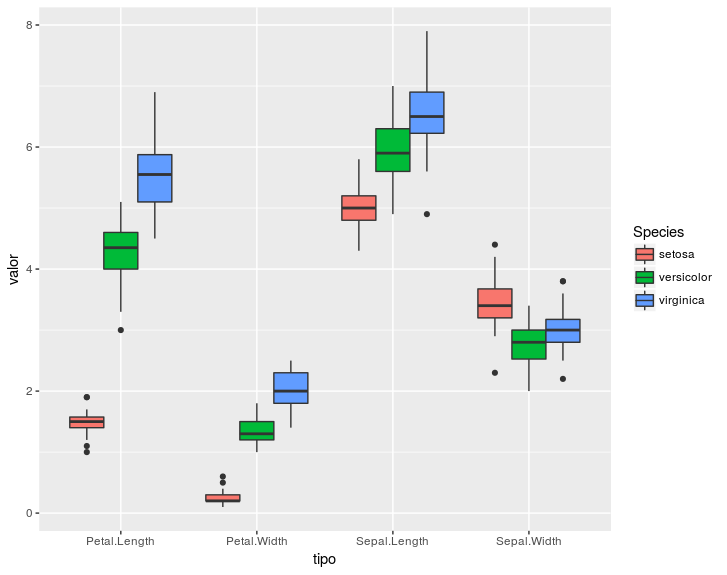 8
6
4
2
0
valor
Petal.Length Petal.Width Sepal.Length Sepal.Width
tipo
Species
setosa
versicolor
virginica